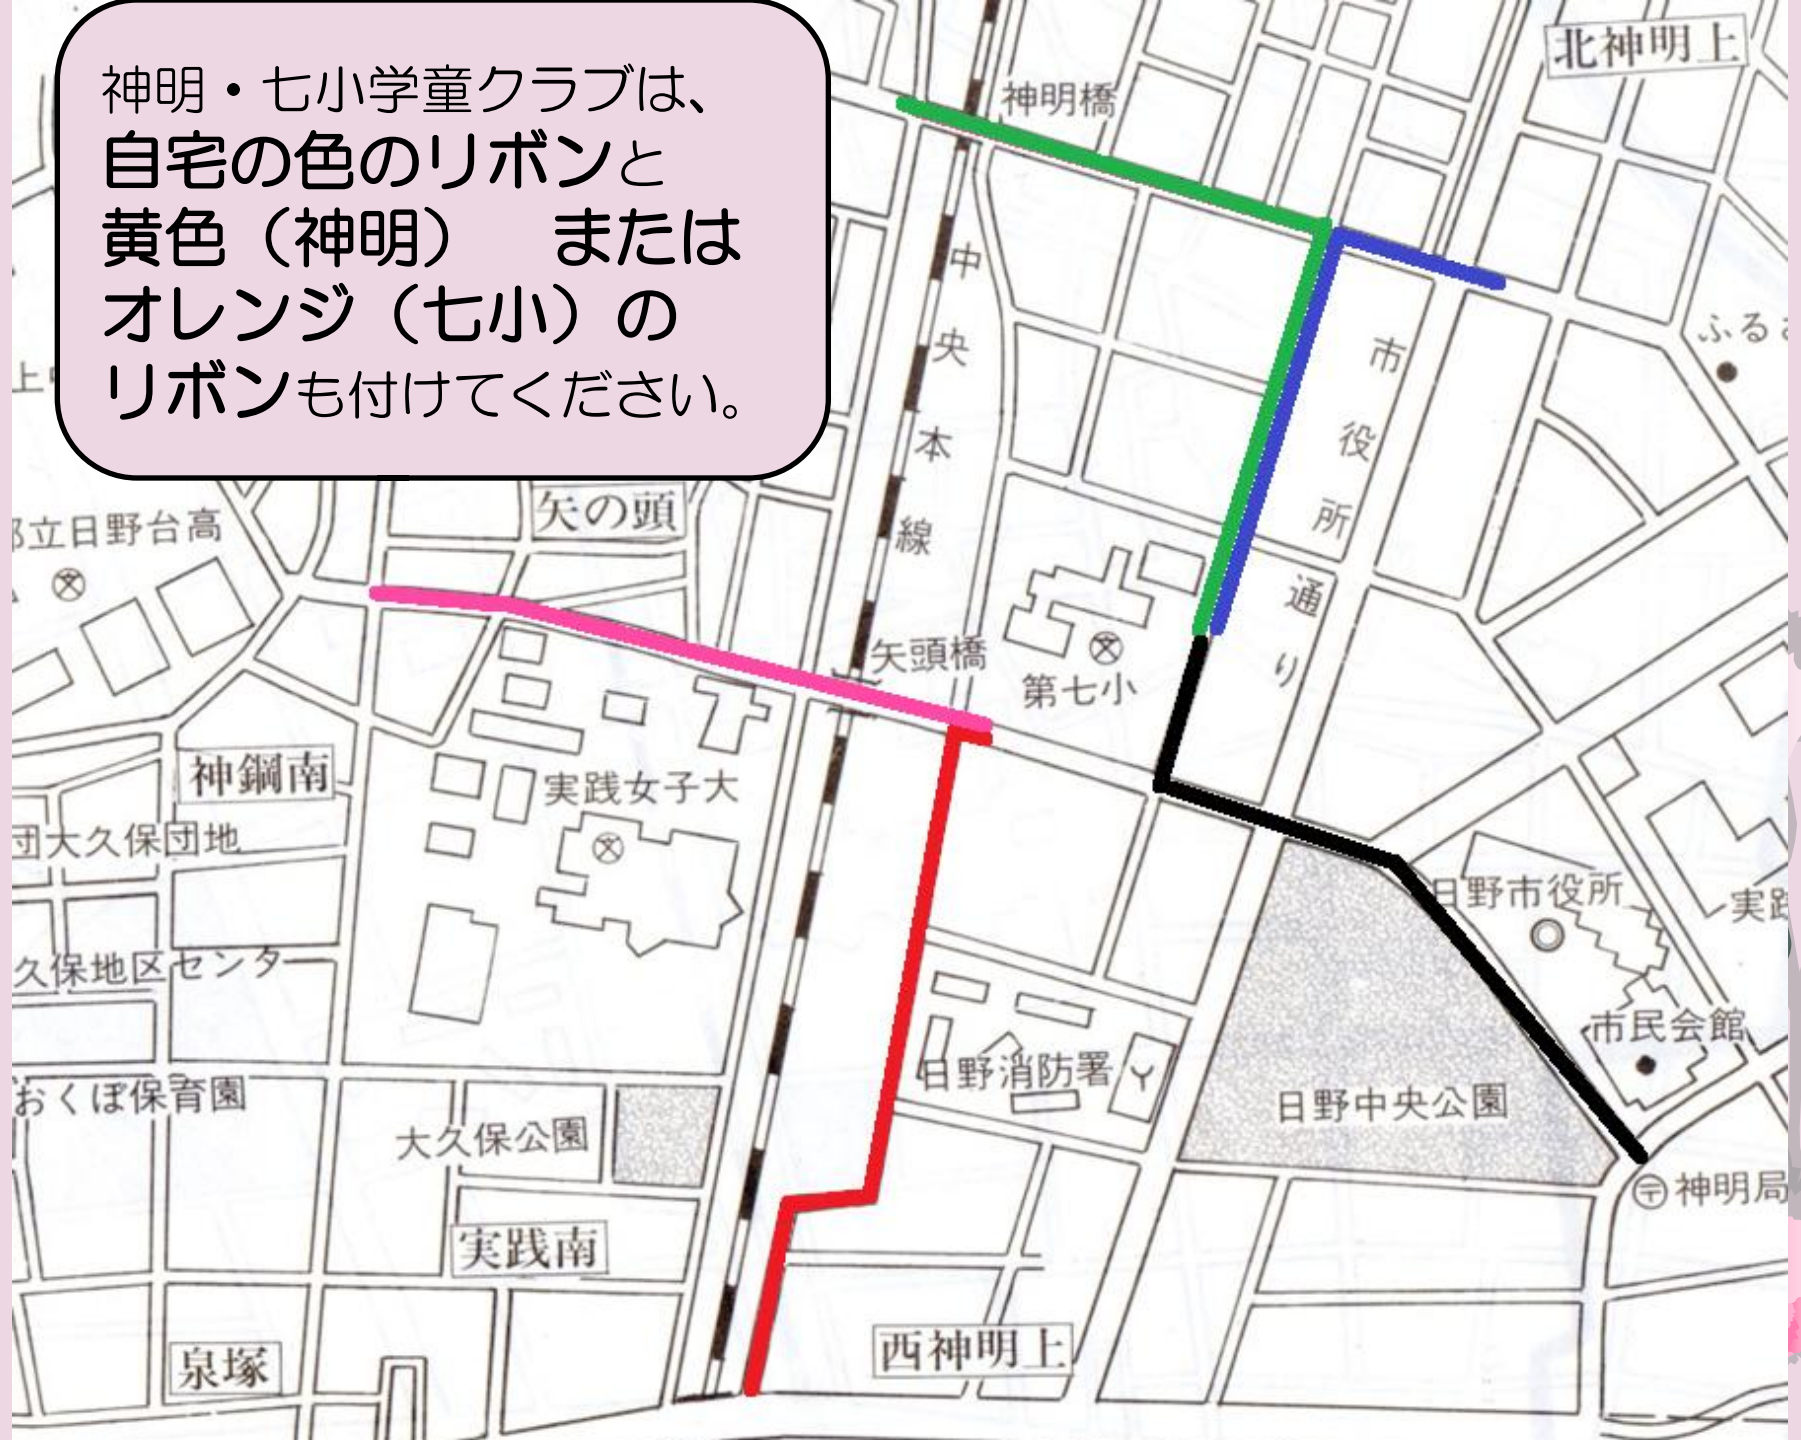 神明・七小学童クラブは、
自宅の色のリボンと
黄色（神明）　または
オレンジ（七小）の
リボンも付けてください。
北神明上
神明橋
中央本線
市役所通り
ふるさ
矢の頭
立日野台高
矢頭橋
第七小
神鋼南
実践女子大
団大久保団地
日野市役所
実践
久保地区センター
市民会館
おくぼ保育園
日野消防署
日野中央公園
大久保公園
神明局
実践南
西神明上
泉塚